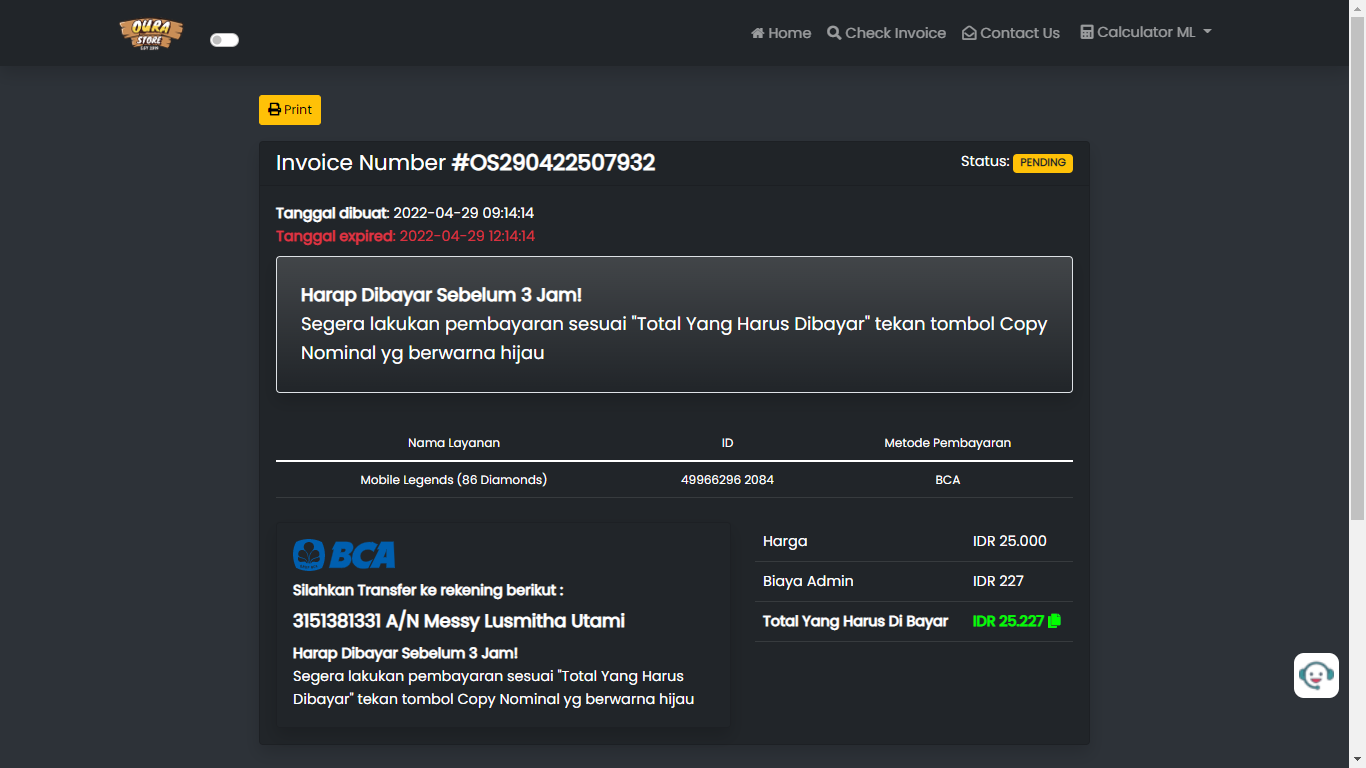 OURA
STORE
Home
Check Invoice
Contact Us
Calculator ML
Print
Invoice Number #OS290422507932
Status: PENDING
Tanggal dibuat: 2022-04-29 09:14:14
Tanggal expired: 2022-04-29 12:14:14
Harap Dibayar Sebelum 3 Jam!
Segera lakukan pembayaran sesuai "Total Yang Harus Dibayar" tekan tombol Copy
Nominal yg berwarna hijau
Nama Layanan ID Metode Pembayaran
Mobile Legends (86 Diamonds) 49966296 2084 BCA
BCA
Silahkan Transfer ke rekening berikut :
3151381331 A/N Messy Lusmitha Utami
Harap Dibayar Sebelum 3 Jam!
Segera lakukan pembayaran sesuai "Total Yang Harus
Dibayar" tekan tombol Copy Nominal yg berwarna hijau
Harga IDR 25.000
Biaya Admin IDR 227
Total Yang Harus Di Bayar IDR 25.227